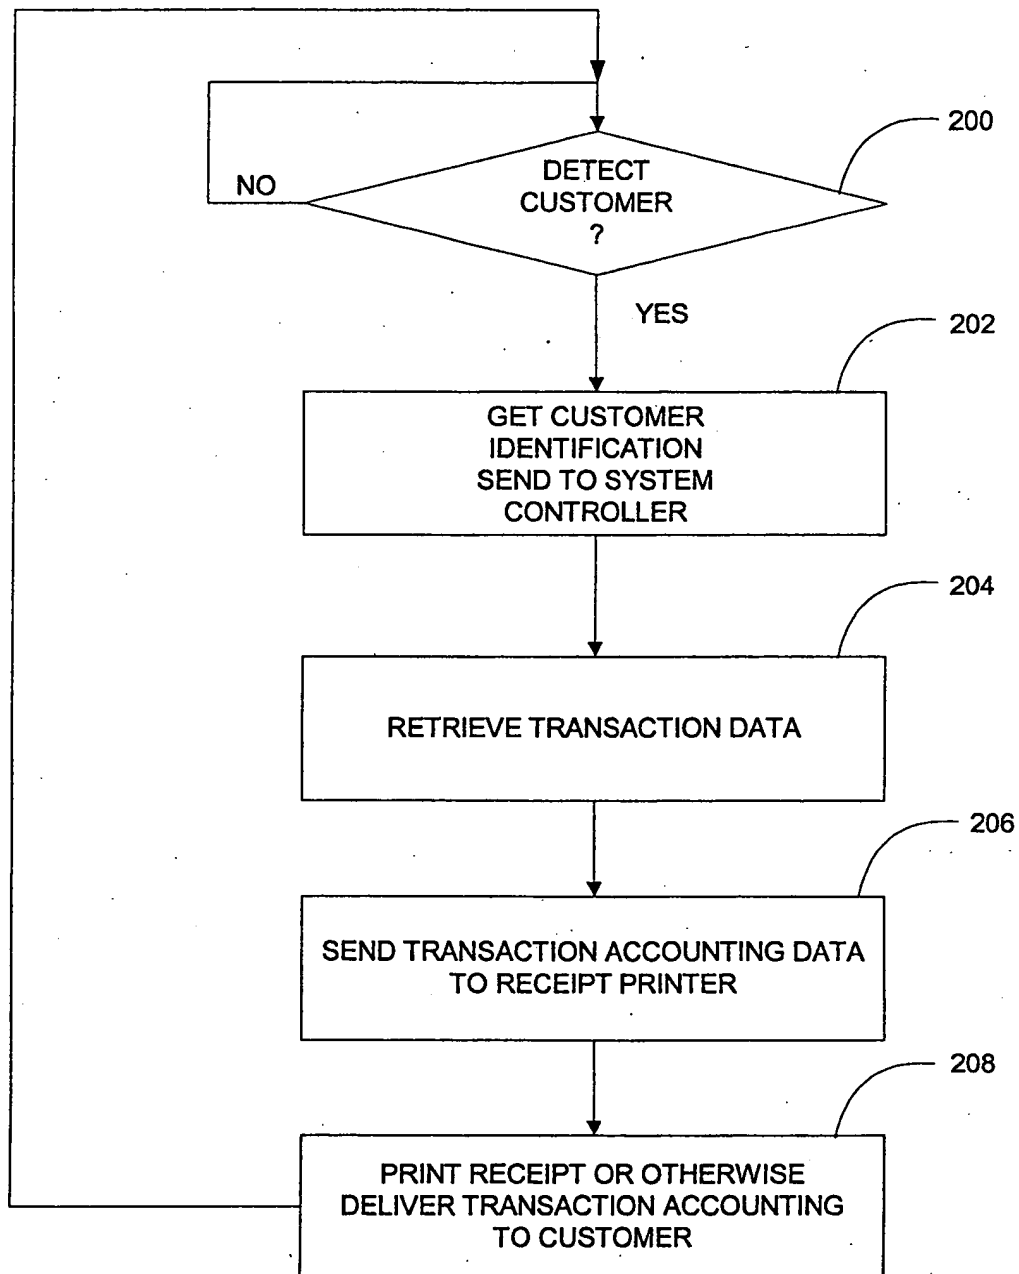 200
DETECT
CUSTOMER
?
NO
YES
202
GET CUSTOMER
IDENTIFICATION
SEND TO SYSTEM
CONTROLLER
204
RETRIEVE TRANSACTION DATA
206
SEND TRANSACTION ACCOUNTING DATA
TO RECEIPT PRINTER
208
PRINT RECEIPT OR OTHERWISE
DELIVER TRANSACTION ACCOUNTING
TO CUSTOMER